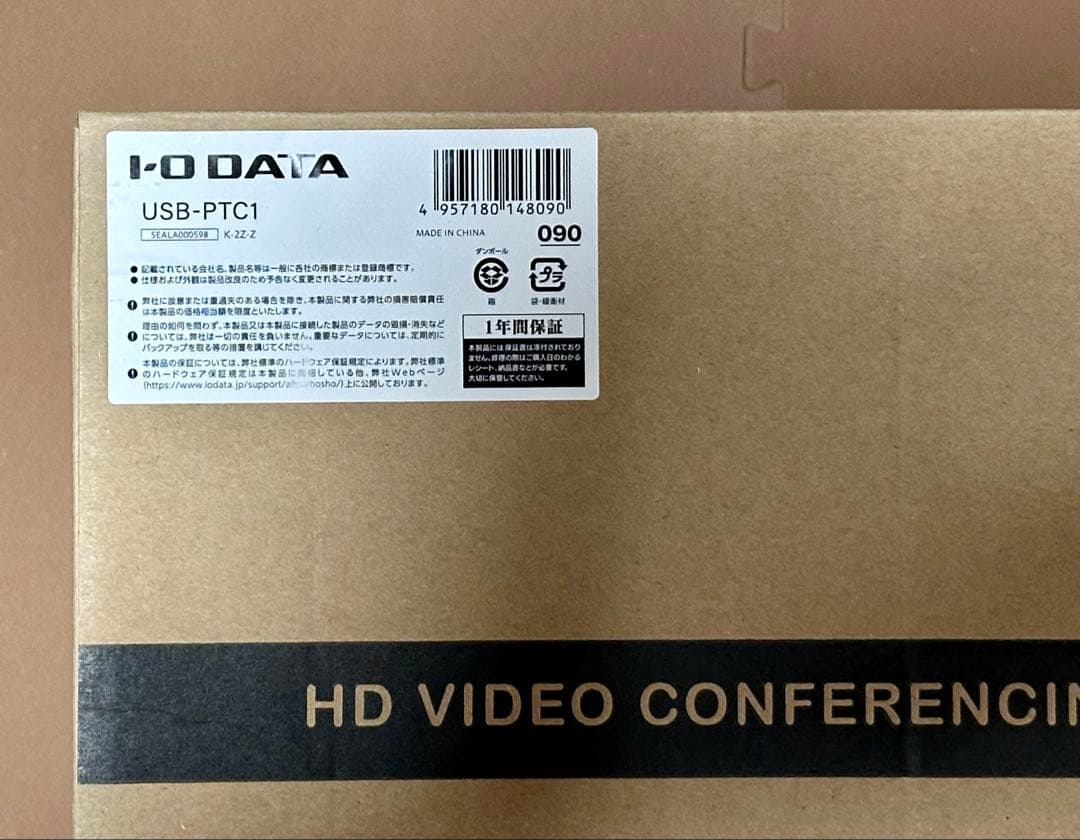 I-O DATA
USB-PTC1
SEALA000598 K-2Z-Z
4 957180 148090
MADE IN CHINA 090
ダンボール
箱
プラ
袋・緩衝材
● 記載されている会社名、製品名等は一般に各社の商標または登録商標です。
● 仕様および外観は製品改良のため予告なく変更されることがあります。
弊社に故意または重過失のある場合を除き、本製品に関する弊社の損害賠償責任
は本製品の価格相当額を限度といたします。
理由の如何を問わず、本製品又は本製品に接続した製品のデータの毀損・消失など
については、弊社は一切の責任を負いません。重要なデータについては、定期的に
バックアップを取る等の措置を講じてください。
本製品の保証については、弊社標準のハードウェア保証規定によります。弊社標準
のハードウェア保証規定は本製品に している他、弊社Webページ
(https://www.iodata.jp/support/after/hosho/)上に公開しております。
1年間保証
本製品には保証書は添付されており
ません。修理の際はご購入日のわかる
レシート、納品書などが必要です。
大切に保管してください。
HD VIDEO CONFERENCIN